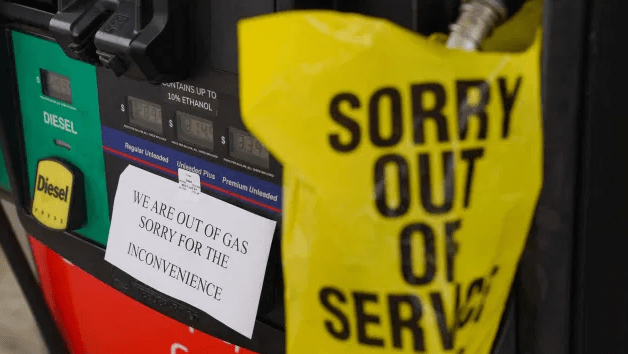 CONTAINS UP TO
10% ETHANOL
DIESEL
Regular Unleaded
Unleaded Plus
Premium Unleaded
Diesel
PRESS
WE ARE OUT OF GAS
SORRY FOR THE
INCONVENIENCE
SORRY
OUT
OF
SERVICE